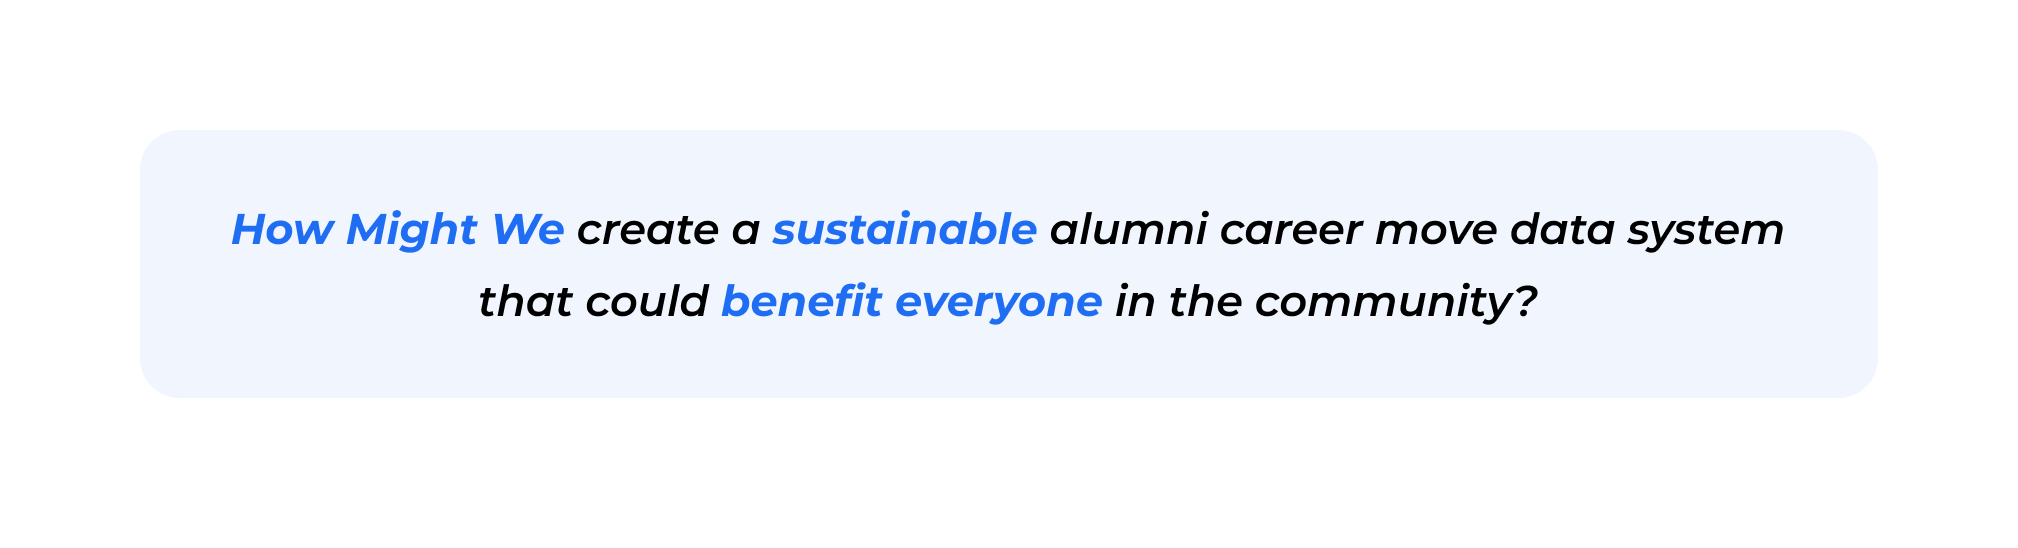 How Might We create a sustainable alumni career move data system
that could benefit everyone in the community?